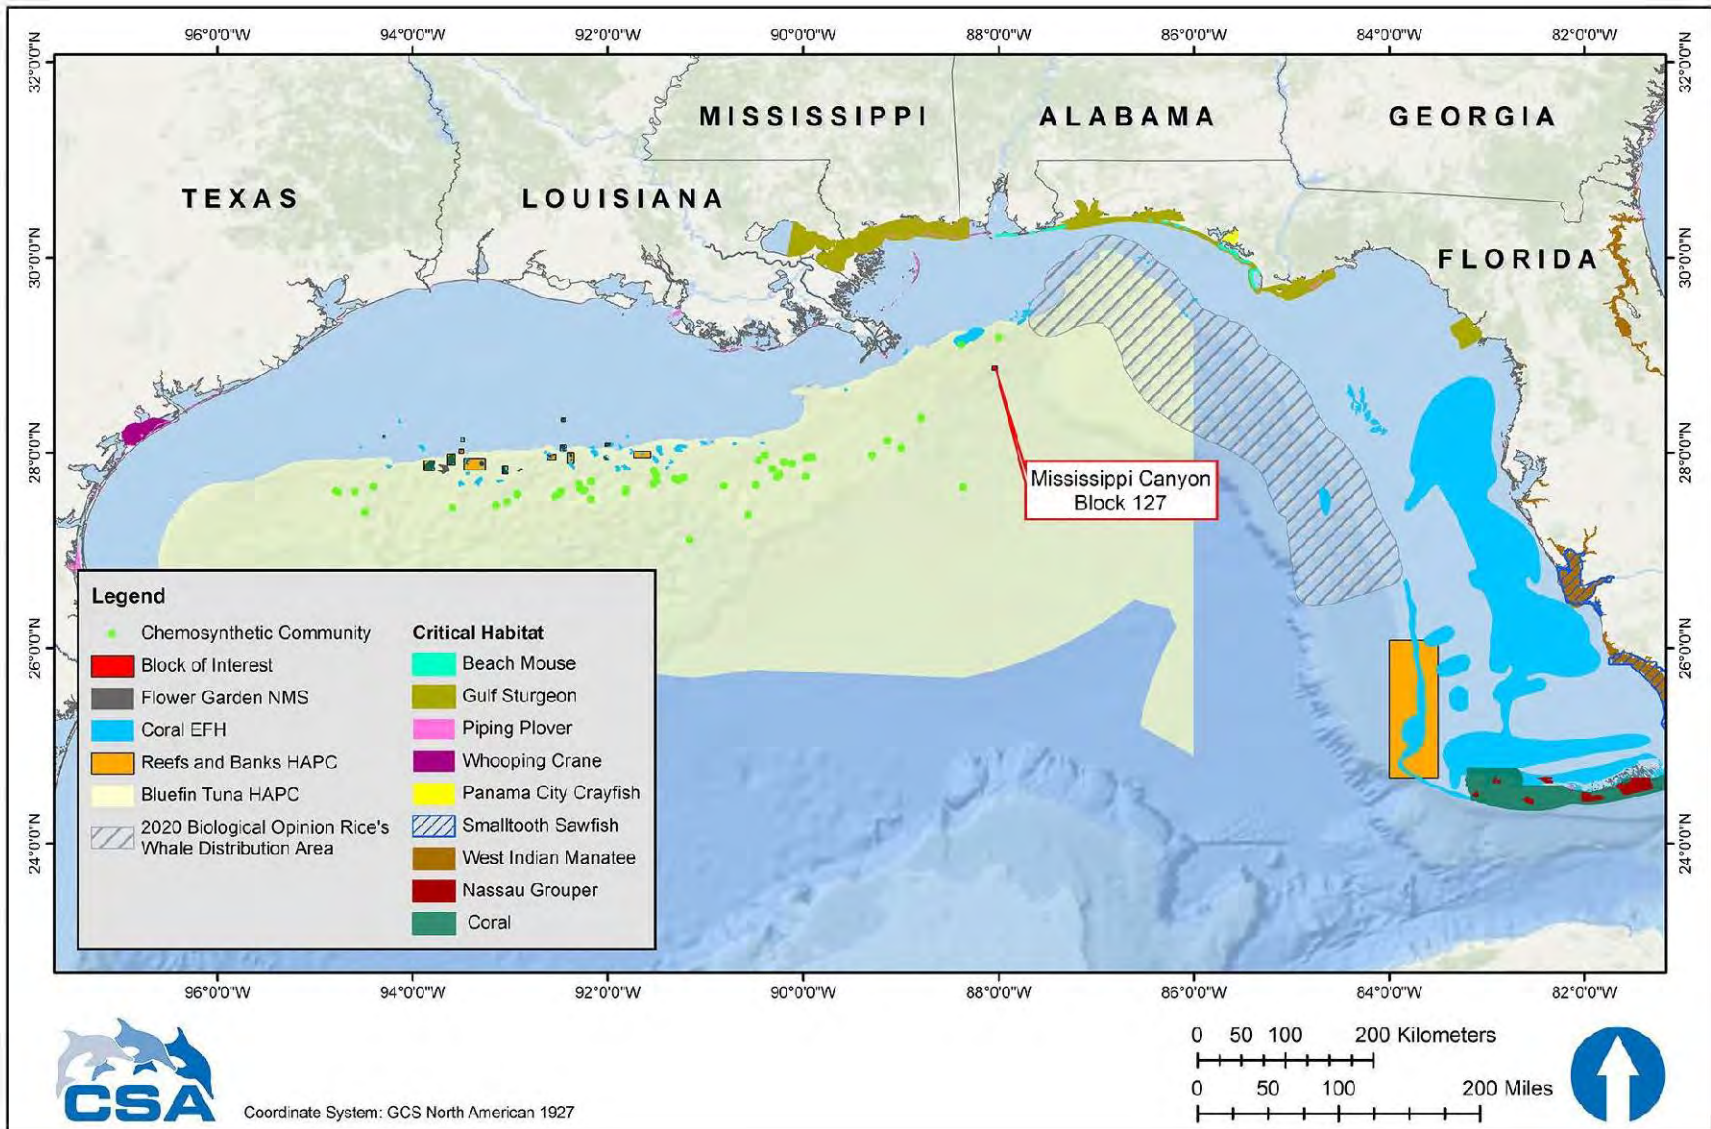 96°0'0"W 94°0'0"W 92°0'0"W 90°0'0"W 88°0'0"W 86°0'0"W 84°0'0"W 82°0'0"W
32°0'0"N 32°0'0"N
MISSISSIPPI ALABAMA GEORGIA
TEXAS LOUISIANA
30°0'0"N FLORIDA 30°0'0"N
28°0'0"N 28°0'0"N
Mississippi Canyon
Block 127
26°0'0"N 26°0'0"N
24°0'0"N 24°0'0"N
Legend
Chemosynthetic Community
Block of Interest
Flower Garden NMS
Coral EFH
Reefs and Banks HAPC
Bluefin Tuna HAPC
2020 Biological Opinion Rice's
Whale Distribution Area
Critical Habitat
Beach Mouse
Gulf Sturgeon
Piping Plover
Whooping Crane
Panama City Crayfish
Smalltooth Sawfish
West Indian Manatee
Nassau Grouper
Coral
96°0'0"W 94°0'0"W 92°0'0"W 90°0'0"W 88°0'0"W 86°0'0"W 84°0'0"W 82°0'0"W
CSA
Coordinate System: GCS North American 1927
0 50 100 200 Kilometers
0 50 100 200 Miles